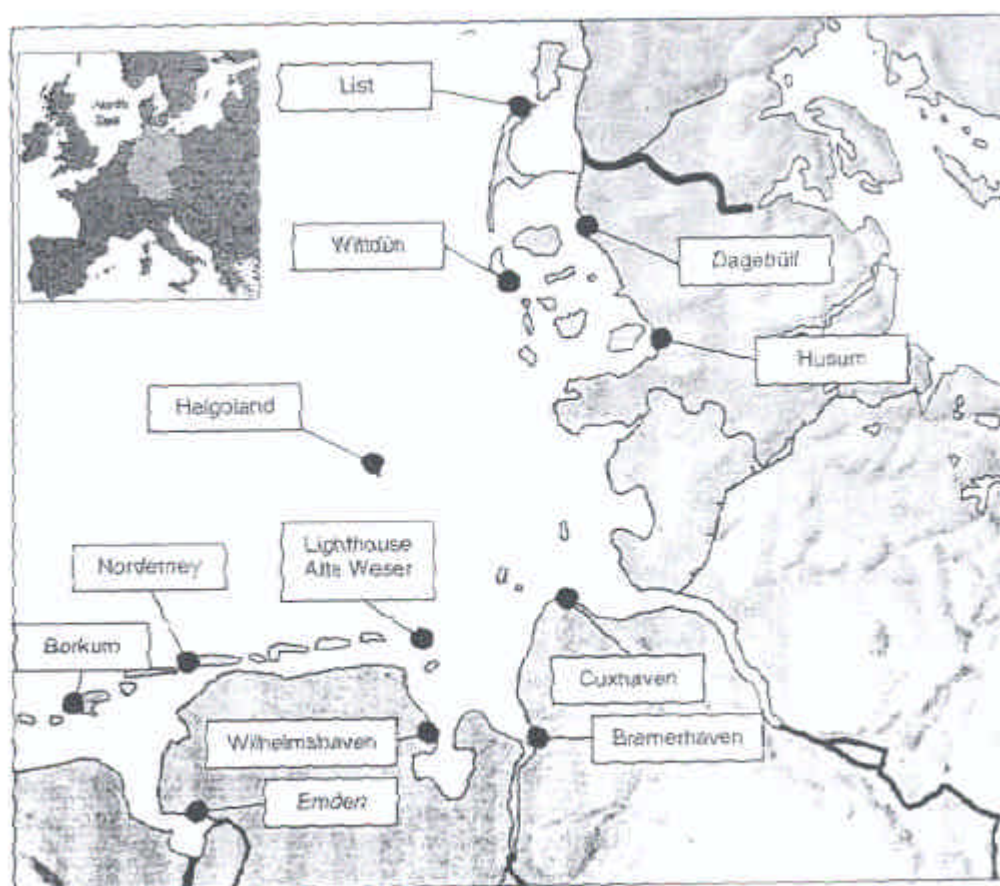 North
Sea
List
Wittdün
Dagebüll
Husum
Helgoland
Lighthouse
Alte Weser
Norderney
Borkum
Cuxhaven
Wilhelmshaven
Bremerhaven
Emden